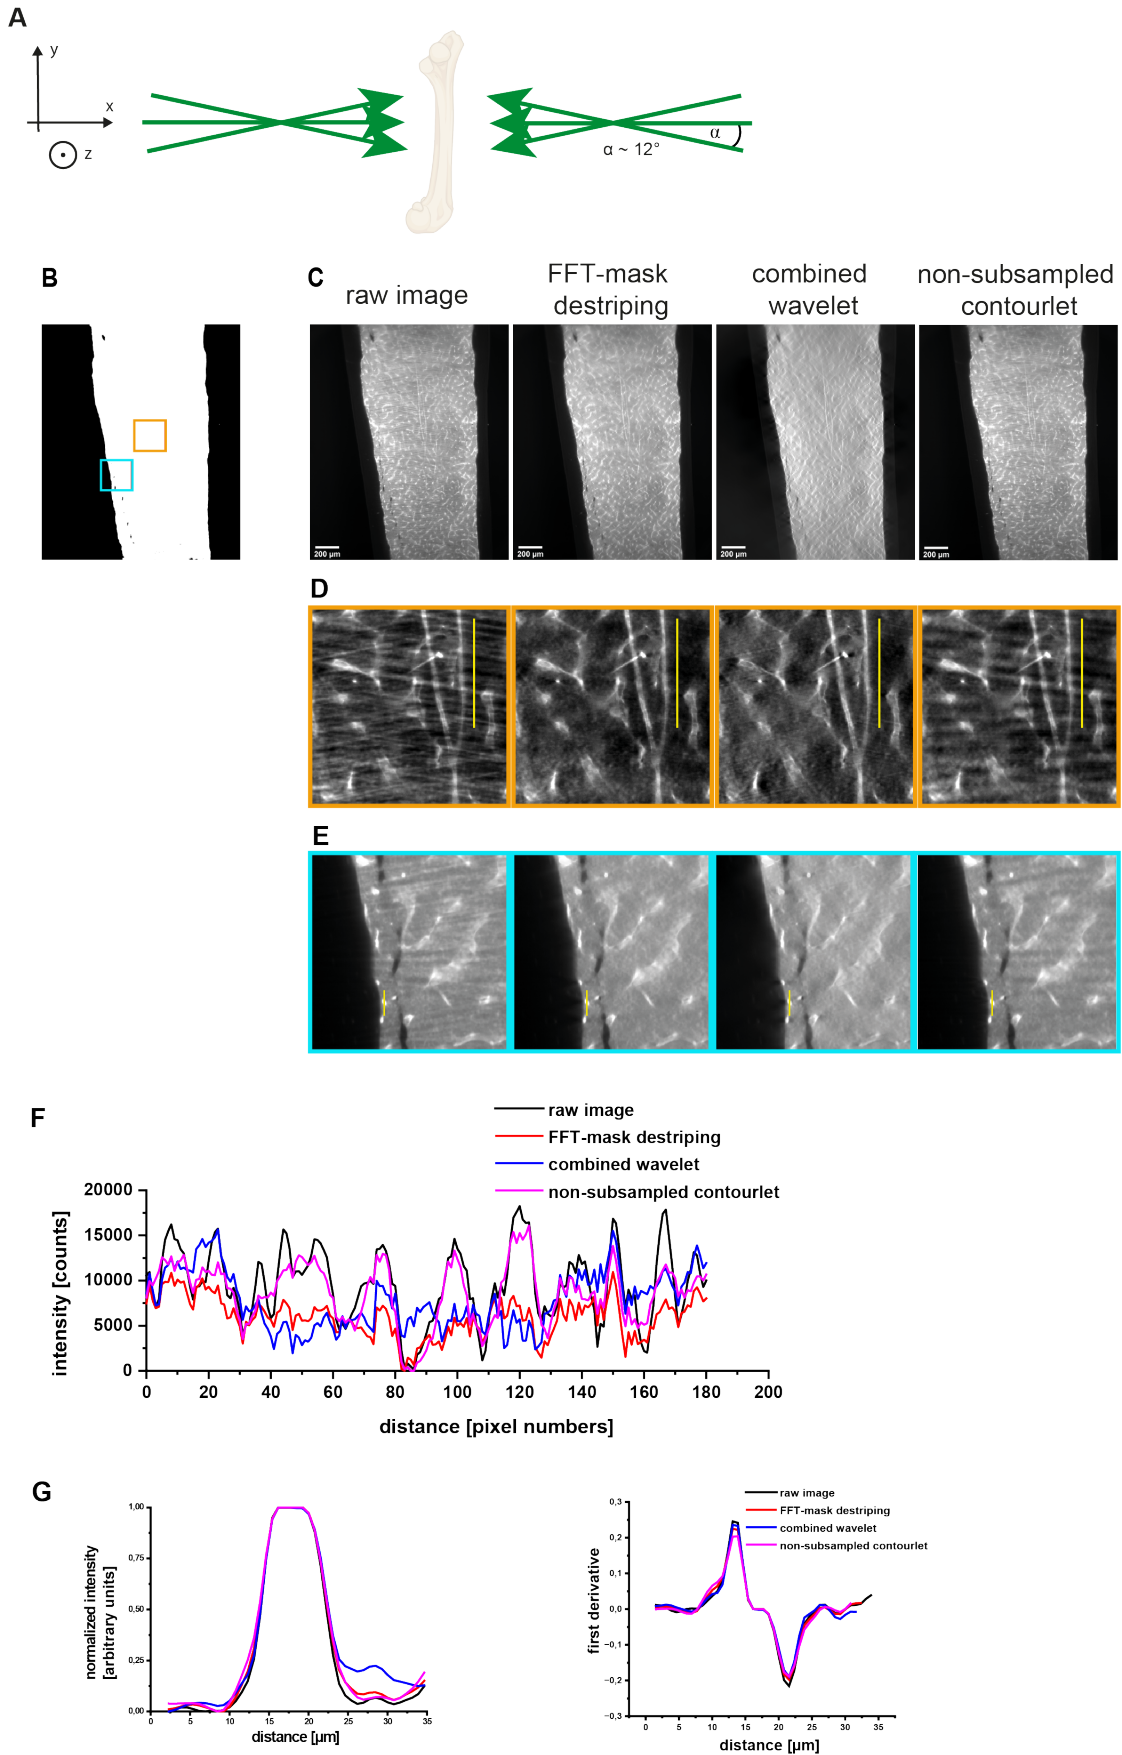 A
y
x
z
α
α ~ 12°
B
C
raw image
FFT-mask
destriping
combined
wavelet
non-subsampled
contourlet
200 µm
200 µm
200 µm
200 µm
D
E
F
raw image
FFT-mask destriping
combined wavelet
non-subsampled contourlet
20000
15000
10000
5000
0
intensity [counts]
0 20 40 60 80 100 120 140 160 180 200
distance [pixel numbers]
G
1,00
0,75
0,50
0,25
0,00
normalized intensity
[arbitrary units]
0 5 10 15 20 25 30 35
distance [µm]
raw image
FFT-mask destriping
combined wavelet
non-subsampled contourlet
0,3
0,2
0,1
0,0
−0,1
−0,2
−0,3
first derivative
0 5 10 15 20 25 30 35
distance [µm]